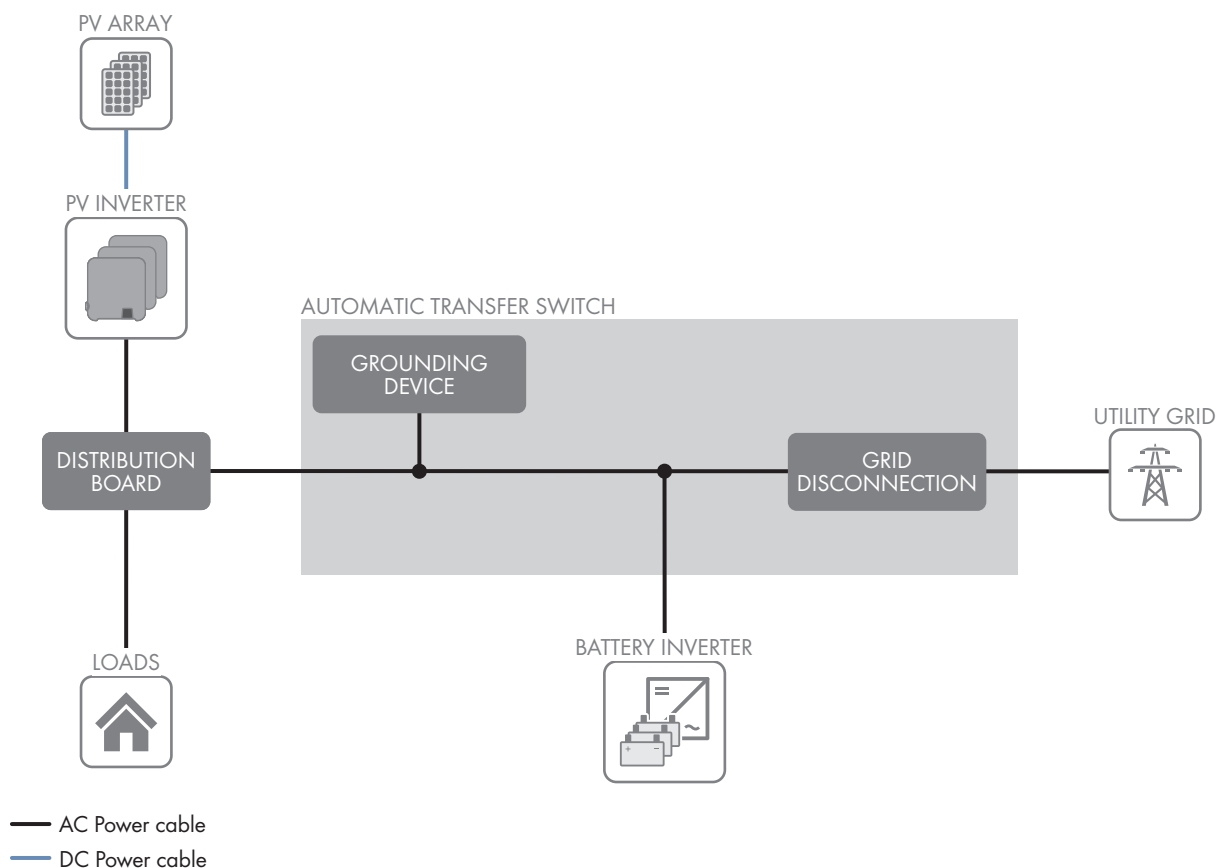 PV ARRAY
PV INVERTER
AUTOMATIC TRANSFER SWITCH
GROUNDING
DEVICE
UTILITY GRID
DISTRIBUTION
BOARD
GRID
DISCONNECTION
BATTERY INVERTER
LOADS
AC Power cable
DC Power cable